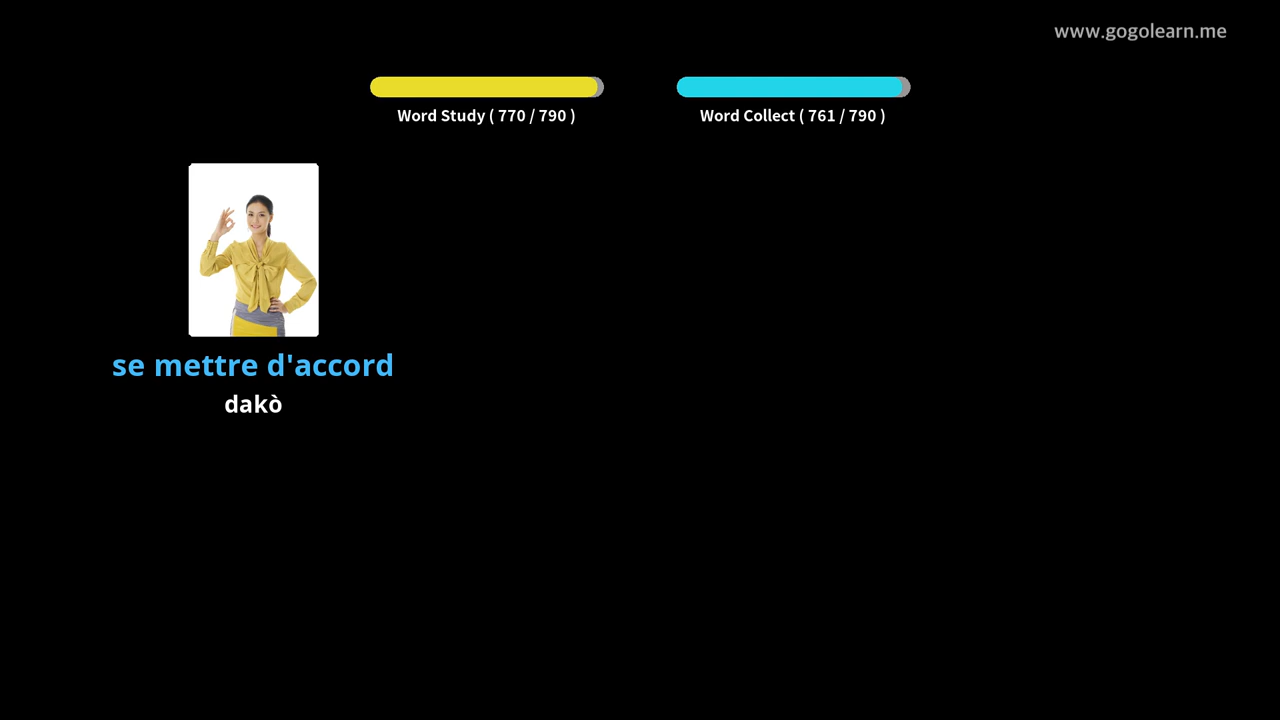 www.gogolearn.me
Word Study ( 770 / 790 )
Word Collect ( 761 / 790 )
se mettre d'accord
dakò